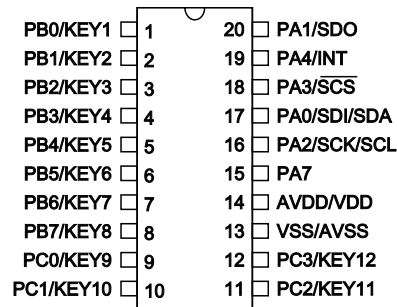 PB0/KEY1 1 20 PA1/SDO
PB1/KEY2 2 19 PA4/INT
PB2/KEY3 3 18 PA3/SCS
PB3/KEY4 4 17 PA0/SDI/SDA
PB4/KEY5 5 16 PA2/SCK/SCL
PB5/KEY6 6 15 PA7
PB6/KEY7 7 14 AVDD/VDD
PB7/KEY8 8 13 VSS/AVSS
PC0/KEY9 9 12 PC3/KEY12
PC1/KEY10 10 11 PC2/KEY11